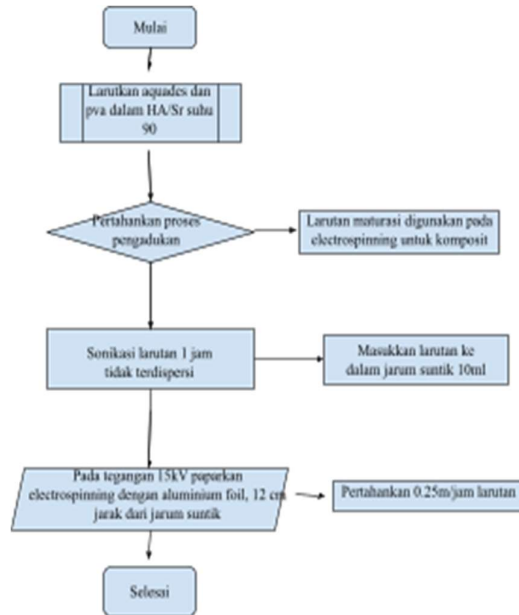 Mulai
Larutkan aquades dan
pva dalam HA/Sr suhu
90
Pertahankan proses
pengadukan
Larutan maturasi digunakan pada
electrospinning untuk komposit
Sonikasi larutan 1 jam
tidak terdispersi
Masukkan larutan ke
dalam jarum suntik 10ml
Pada tegangan 15kV paparkan
electrospinning dengan aluminium foil, 12 cm
jarak dari jarum suntik
Pertahankan 0.25m/jam larutan
Selesai